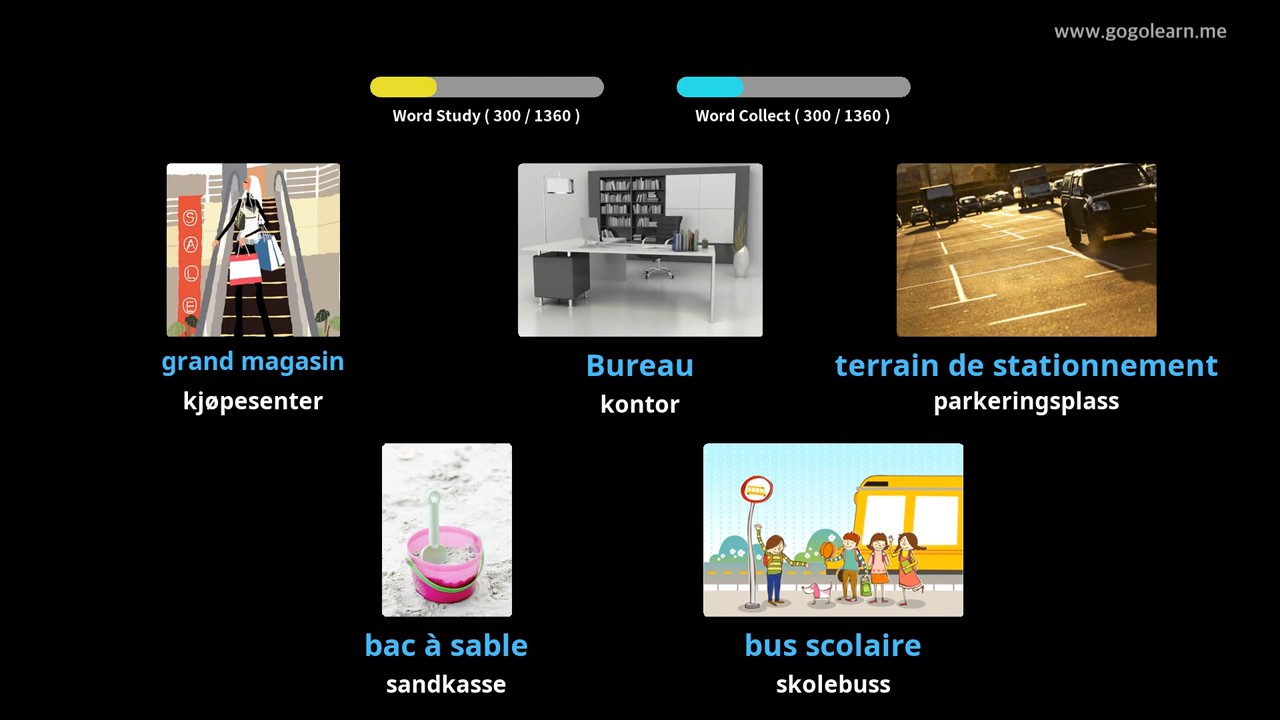 www.gogolearn.me
Word Study ( 300 / 1360 )
Word Collect ( 300 / 1360 )
SALE
grand magasin
kjøpesenter
Bureau
kontor
terrain de stationnement
parkeringsplass
bac à sable
sandkasse
bus scolaire
skolebuss